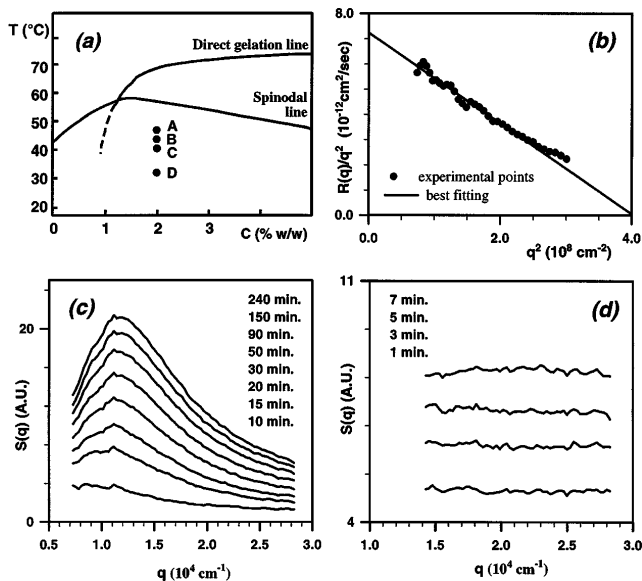 T (°C)
(a)
Direct gelation line
70
60
50
40
30
20
Spinodal
line
A
B
C
D
0
1
2
3
C (% w/w)
8.0
(b)
R(q)/q² (10⁻¹²cm²/sec)
experimental points
best fitting
0.0
0.0
2.0
4.0
q² (10⁸ cm⁻²)
(c)
240 min.
150 min.
90 min.
50 min.
30 min.
20 min.
15 min.
10 min.
20
S(q) (A.U.)
0
0.5
1.0
1.5
2.0
2.5
3.0
q (10⁴ cm⁻¹)
11
(d)
7 min.
5 min.
3 min.
1 min.
S(q) (A.U.)
4
1.0
1.5
2.0
2.5
3.0
q (10⁴ cm⁻¹)